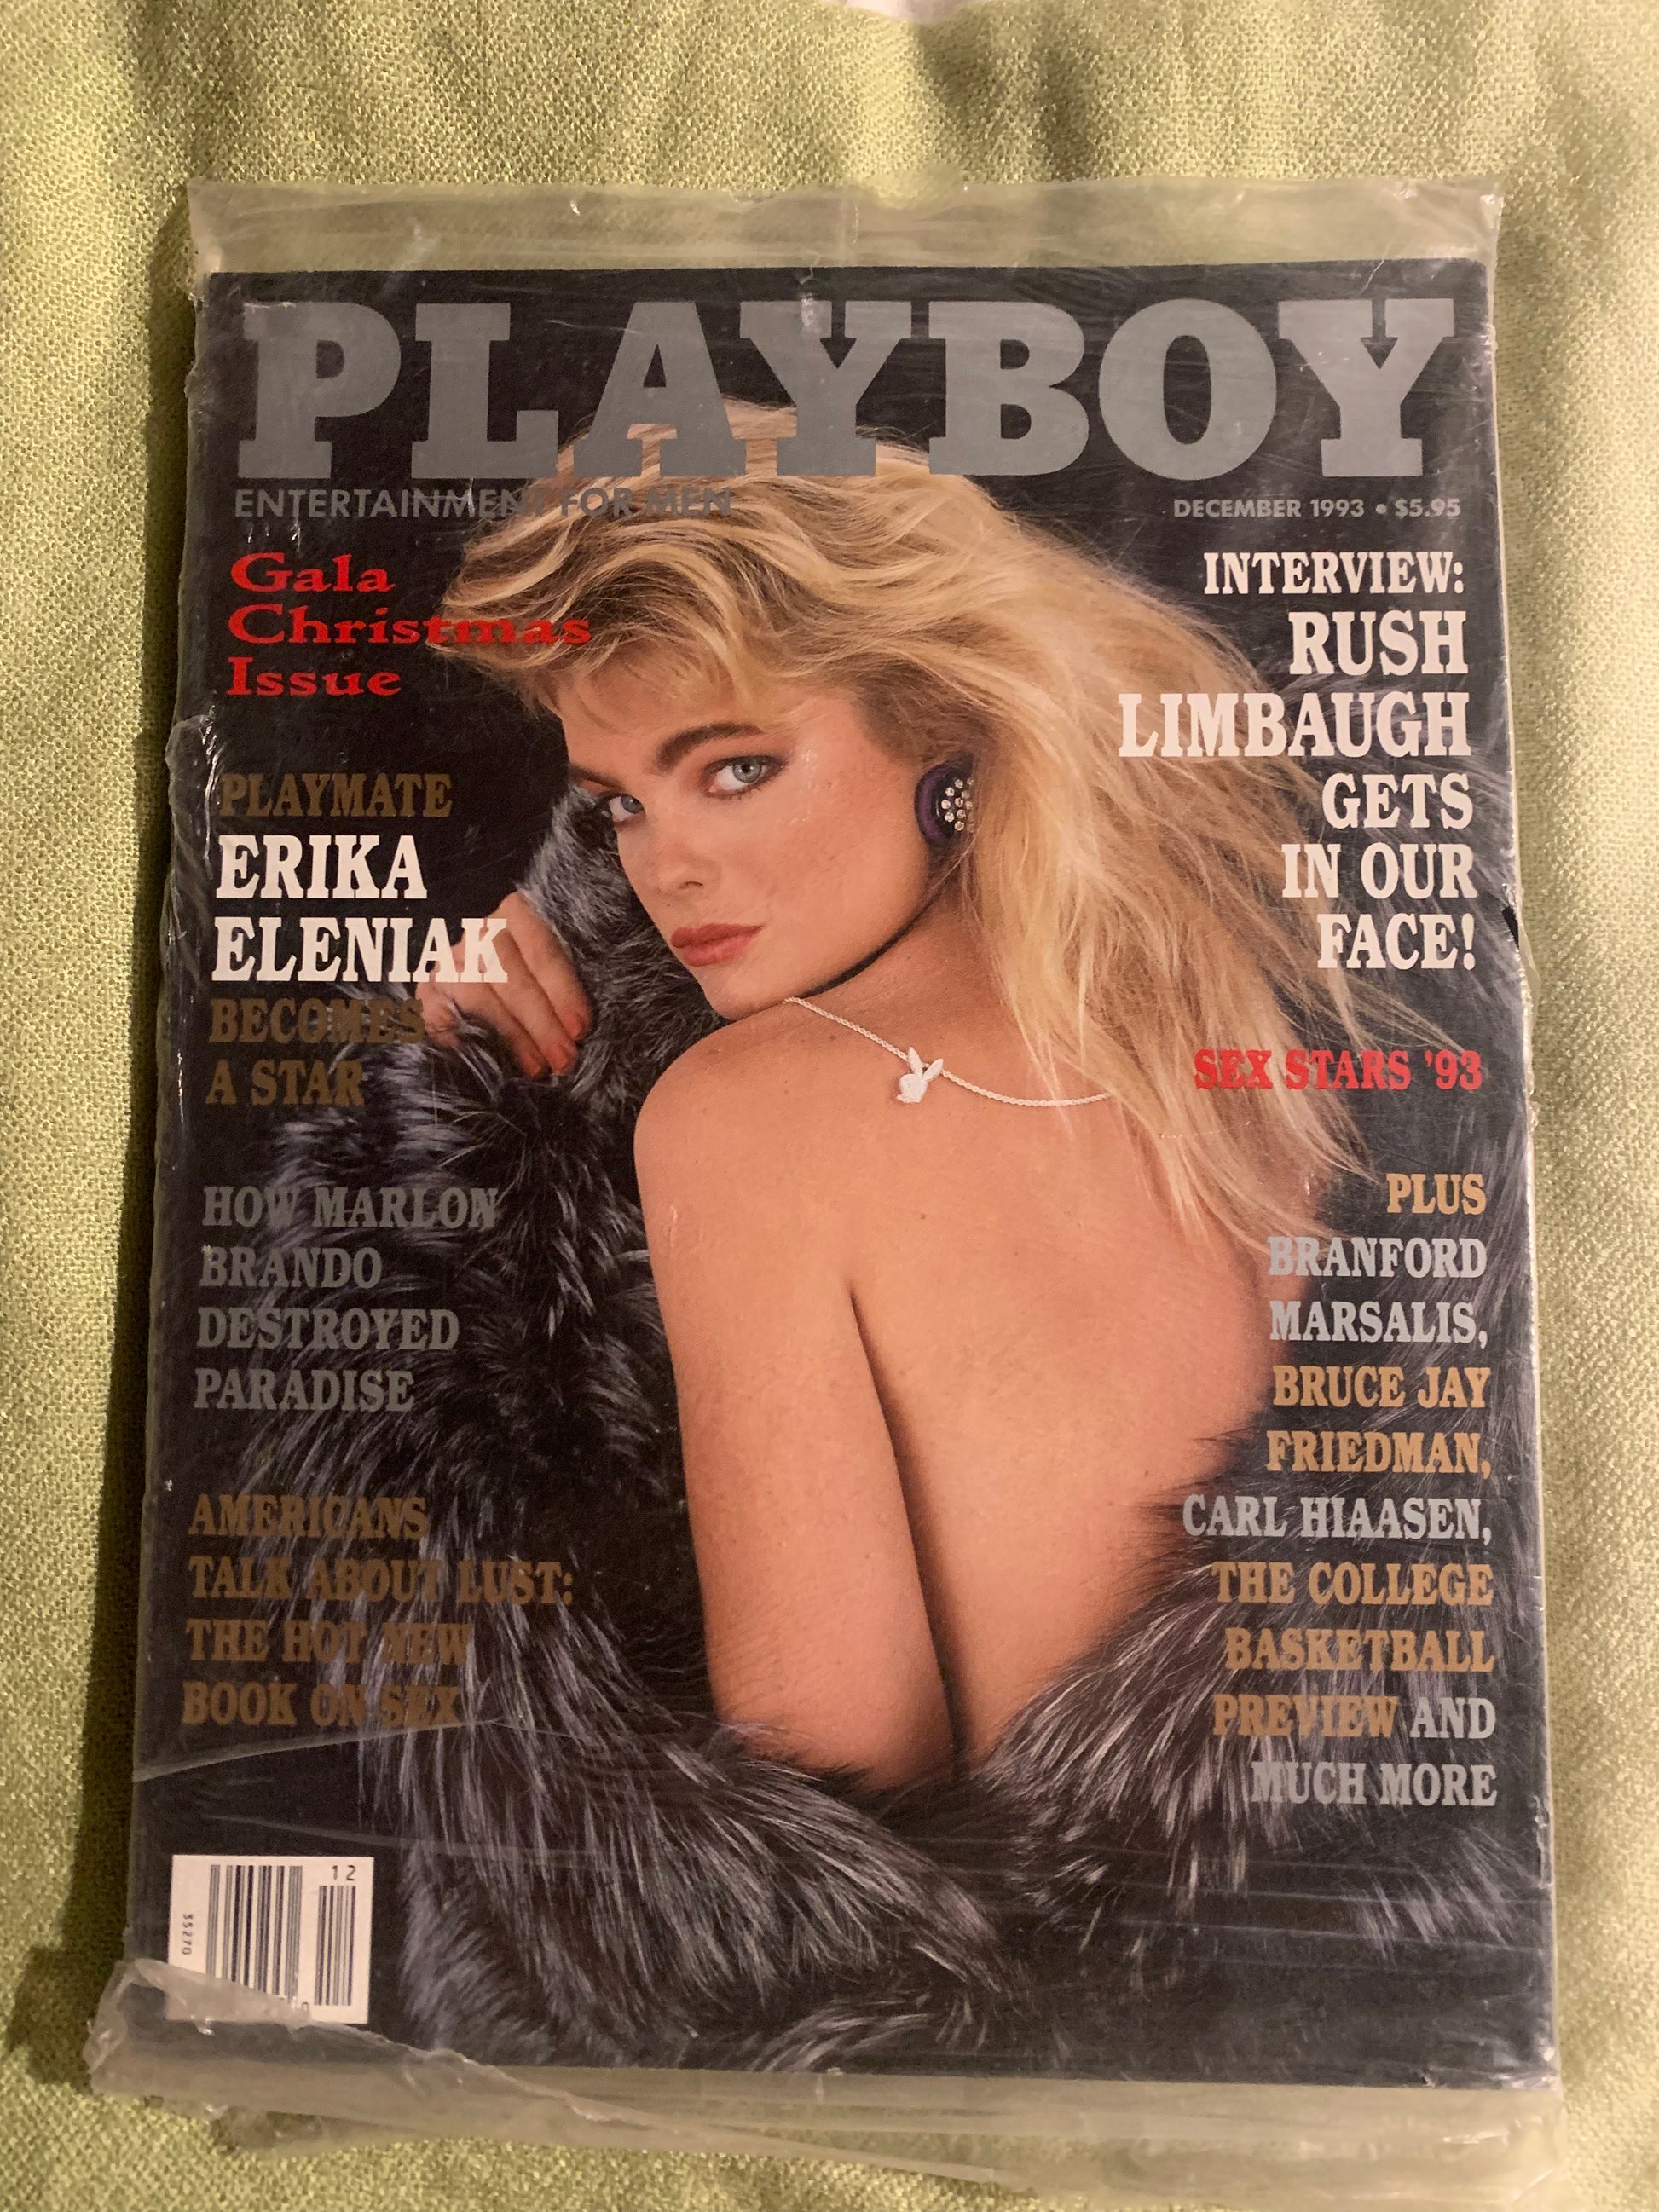 PLAYBOY
ENTERTAINMENT FOR MEN
DECEMBER 1993 • $5.95
Gala
Christmas
Issue
PLAYMATE
ERIKA
ELENIAK
BECOMES
A STAR
HOW MARLON
BRANDO
DESTROYED
PARADISE
AMERICANS
TALK ABOUT LUST:
THE HOT NEW
BOOK ON SEX
INTERVIEW:
RUSH
LIMBAUGH
GETS
IN OUR
FACE!
SEX STARS '93
PLUS
BRANFORD
MARSALIS,
BRUCE JAY
FRIEDMAN,
CARL HIAASEN,
THE COLLEGE
BASKETBALL
PREVIEW AND
MUCH MORE
12
35270